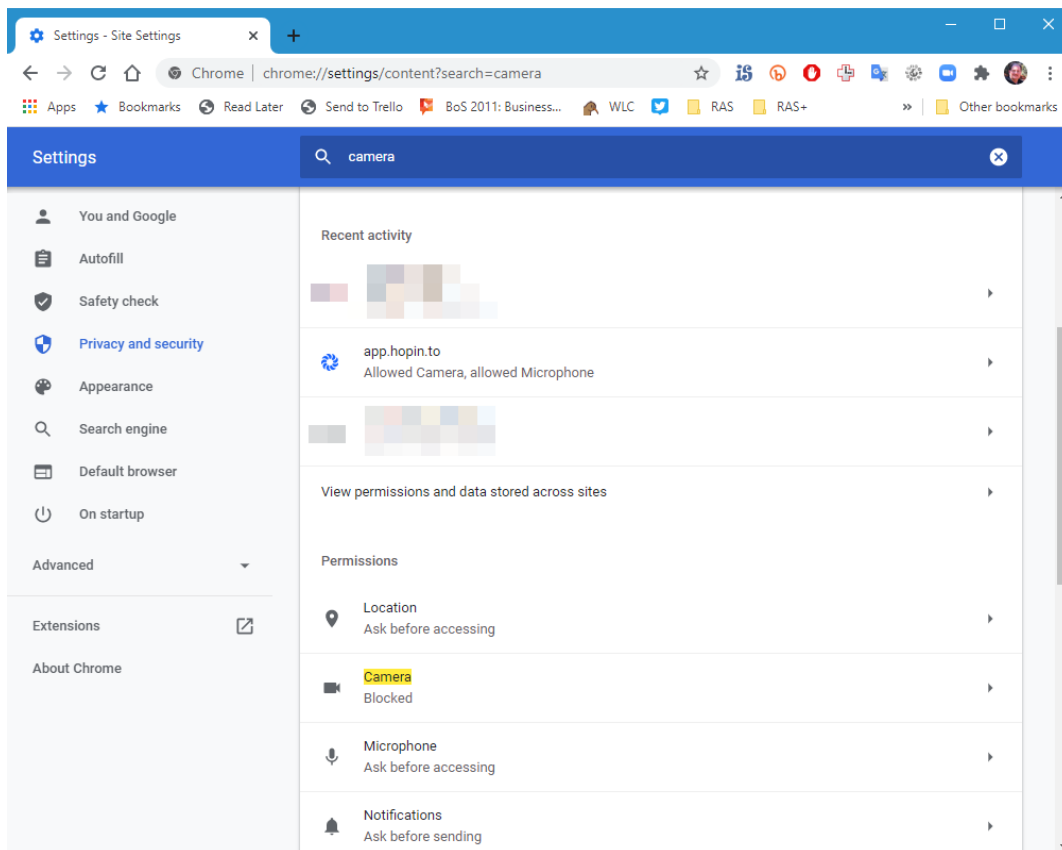 Settings - Site Settings
Chrome | chrome://settings/content?search=camera
Apps Bookmarks Read Later Send to Trello BoS 2011: Business... WLC RAS RAS+ » Other bookmarks
Settings
camera
You and Google
Autofill
Safety check
Privacy and security
Appearance
Search engine
Default browser
On startup
Advanced
Extensions
About Chrome
Recent activity
app.hopin.to
Allowed Camera, allowed Microphone
View permissions and data stored across sites
Permissions
Location
Ask before accessing
Camera
Blocked
Microphone
Ask before accessing
Notifications
Ask before sending